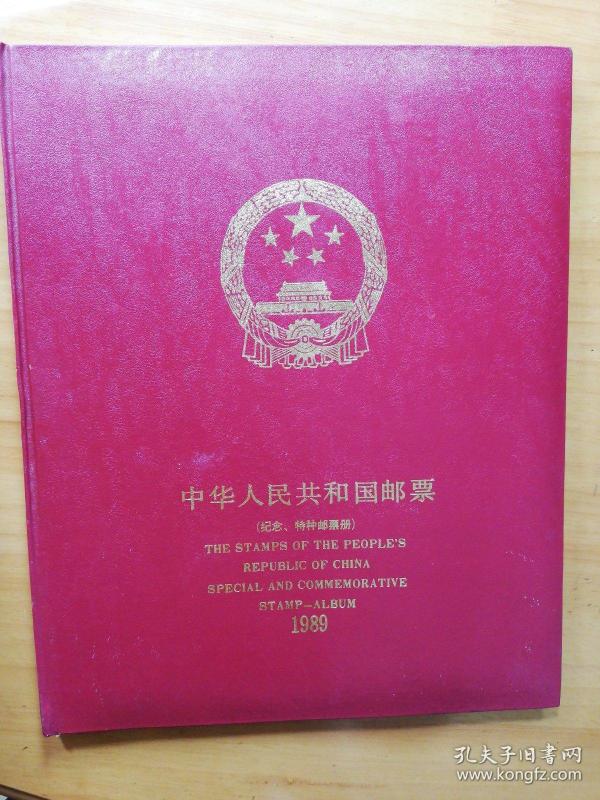 中华人民共和国邮票
(纪念、特种邮票册)
THE STAMPS OF THE PEOPLE'S
REPUBLIC OF CHINA
SPECIAL AND COMMEMORATIVE
STAMP-ALBUM
1989
孔夫子旧书网
www.kongfz.com